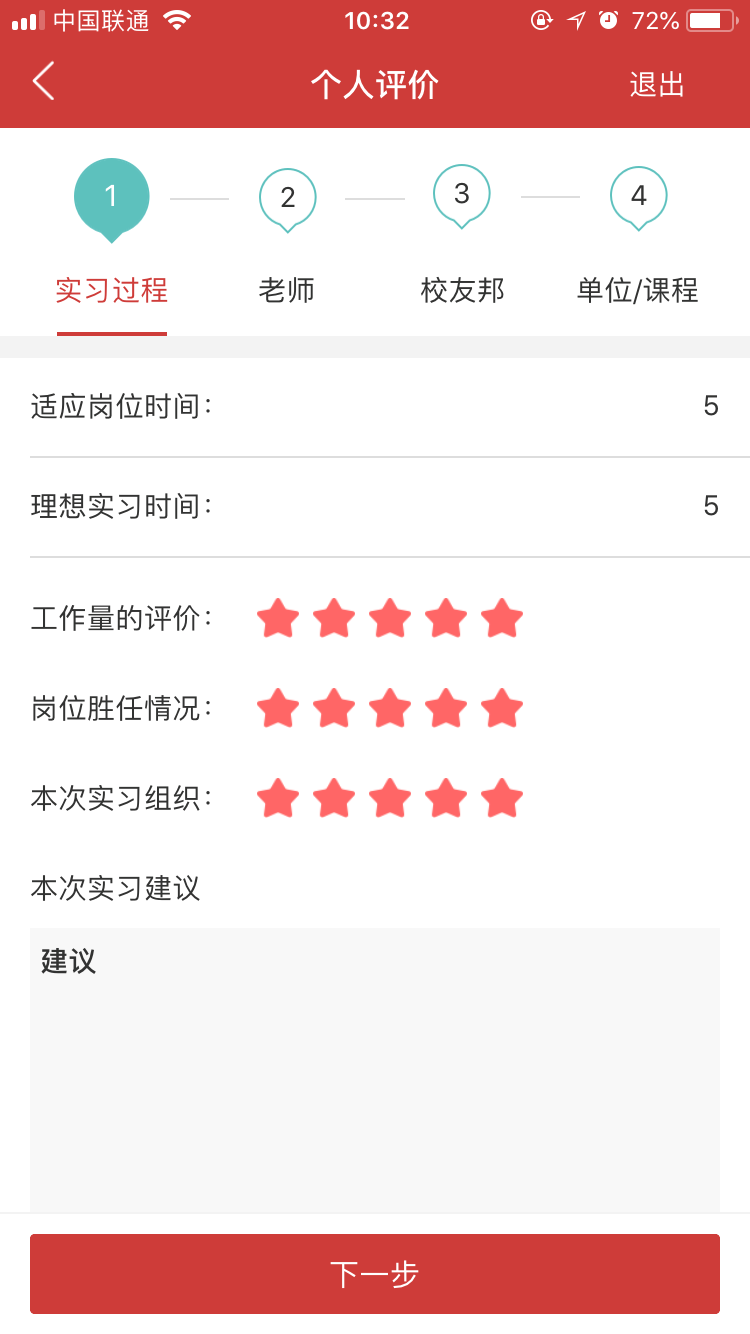 中国联通 10:32 72%
个人评价 退出
1 2 3 4
实习过程 老师 校友邦 单位/课程
适应岗位时间: 5
理想实习时间: 5
工作量的评价:
岗位胜任情况:
本次实习组织:
本次实习建议
建议
下一步